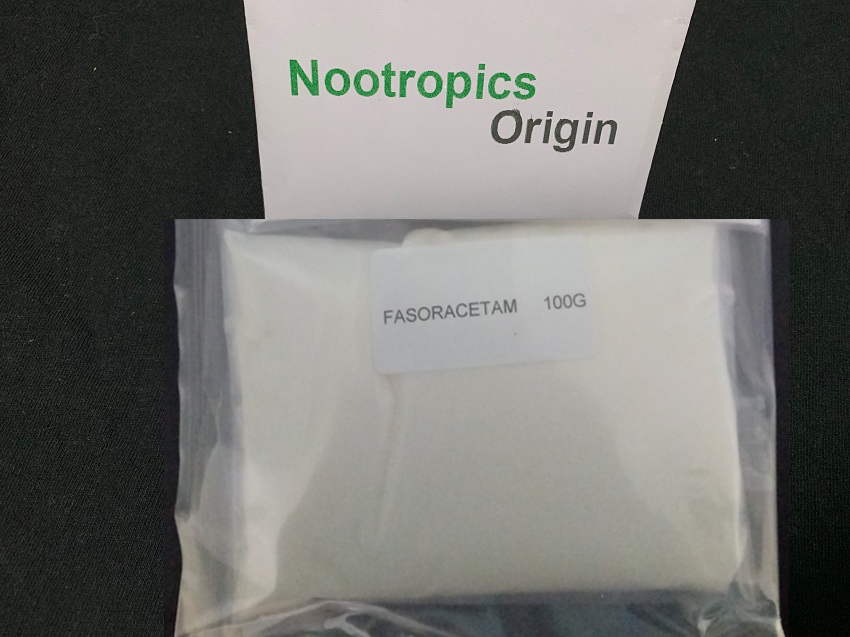 Nootropics
Origin
FASORACETAM 100G